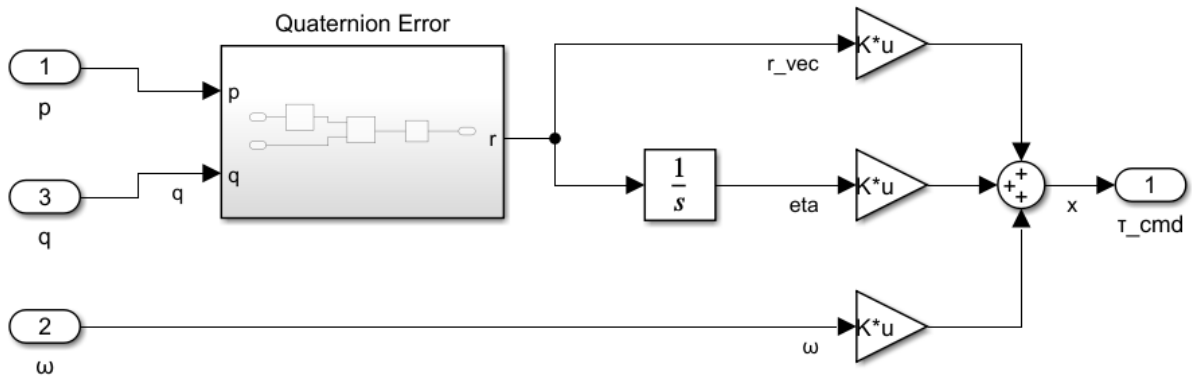 Quaternion Error
1
p
p
3
q
q
q
r
r_vec
K*u
1
s
eta
K*u
+
+
+
x
1
τ_cmd
2
ω
ω
K*u